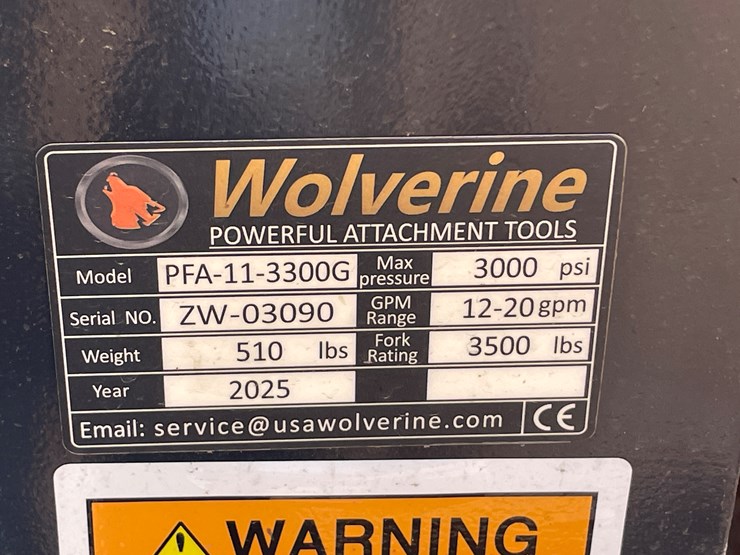 Wolverine
POWERFUL ATTACHMENT TOOLS
Model PFA-11-3300G Max pressure 3000 psi
Serial NO. ZW-03090 GPM Range 12-20 gpm
Weight 510 lbs Fork Rating 3500 lbs
Year 2025
Email: service@usawolverine.com CE
WARNING